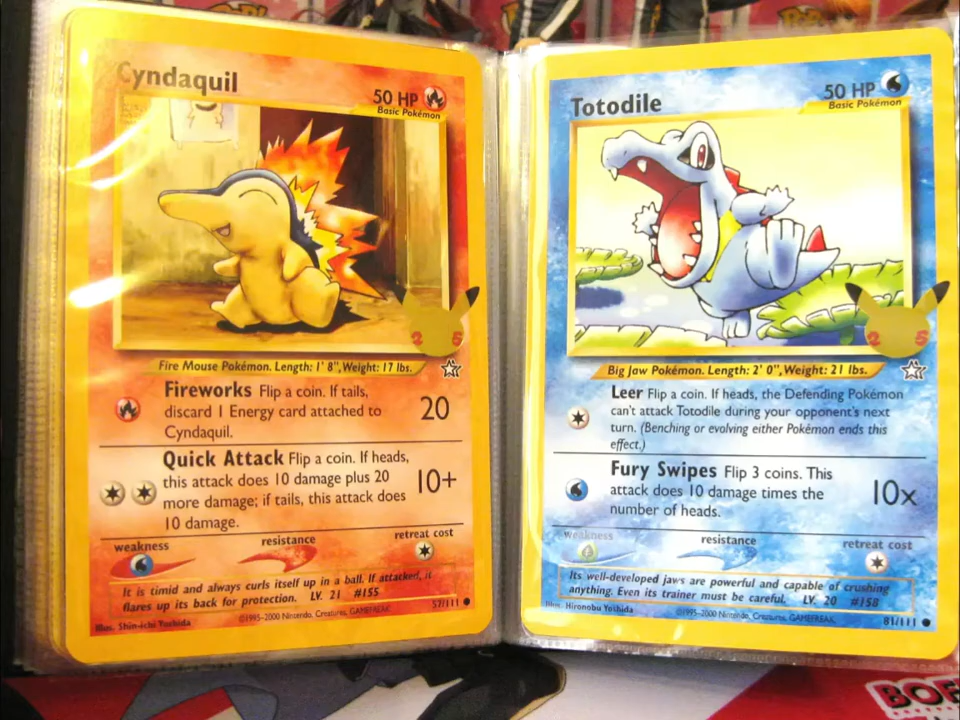 Cyndaquil
50 HP
Basic Pokémon
2 5
Fire Mouse Pokémon. Length: 1' 8", Weight: 17 lbs.
Fireworks Flip a coin. If tails,
discard 1 Energy card attached to
Cyndaquil.
20
Quick Attack Flip a coin. If heads,
this attack does 10 damage plus 20
more damage; if tails, this attack does
10 damage.
10+
weakness
resistance
retreat cost
It is timid and always curls itself up in a ball. If attacked, it
flares up its back for protection. LV. 21 #155
Illus. Shin-ichi Yoshida
©1995-2000 Nintendo, Creatures, GAMEFREAK
57/111
Totodile
50 HP
Basic Pokémon
2 5
Big Jaw Pokémon. Length: 2' 0", Weight: 21 lbs.
Leer Flip a coin. If heads, the Defending Pokémon
can't attack Totodile during your opponent's next
turn. (Benching or evolving either Pokémon ends this
effect.)
Fury Swipes Flip 3 coins. This
attack does 10 damage times the
number of heads.
10x
weakness
resistance
retreat cost
Its well-developed jaws are powerful and capable of crushing
anything. Even its trainer must be careful. LV. 20 #158
Illus. Hironobu Yoshida
©1995-2000 Nintendo, Creatures, GAMEFREAK
81/111